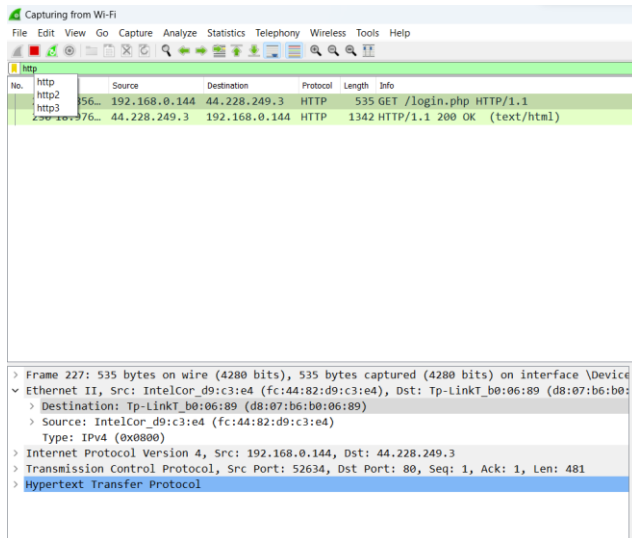 Capturing from Wi-Fi
File Edit View Go Capture Analyze Statistics Telephony Wireless Tools Help
http
No. Source Destination Protocol Length Info
http
http2
http3
356… 192.168.0.144 44.228.249.3 HTTP 535 GET /login.php HTTP/1.1
976… 44.228.249.3 192.168.0.144 HTTP 1342 HTTP/1.1 200 OK (text/html)
> Frame 227: 535 bytes on wire (4280 bits), 535 bytes captured (4280 bits) on interface \Device
Ethernet II, Src: IntelCor_d9:c3:e4 (fc:44:82:d9:c3:e4), Dst: Tp-LinkT_b0:06:89 (d8:07:b6:b0:
> Destination: Tp-LinkT_b0:06:89 (d8:07:b6:b0:06:89)
> Source: IntelCor_d9:c3:e4 (fc:44:82:d9:c3:e4)
Type: IPv4 (0x0800)
> Internet Protocol Version 4, Src: 192.168.0.144, Dst: 44.228.249.3
> Transmission Control Protocol, Src Port: 52634, Dst Port: 80, Seq: 1, Ack: 1, Len: 481
> Hypertext Transfer Protocol